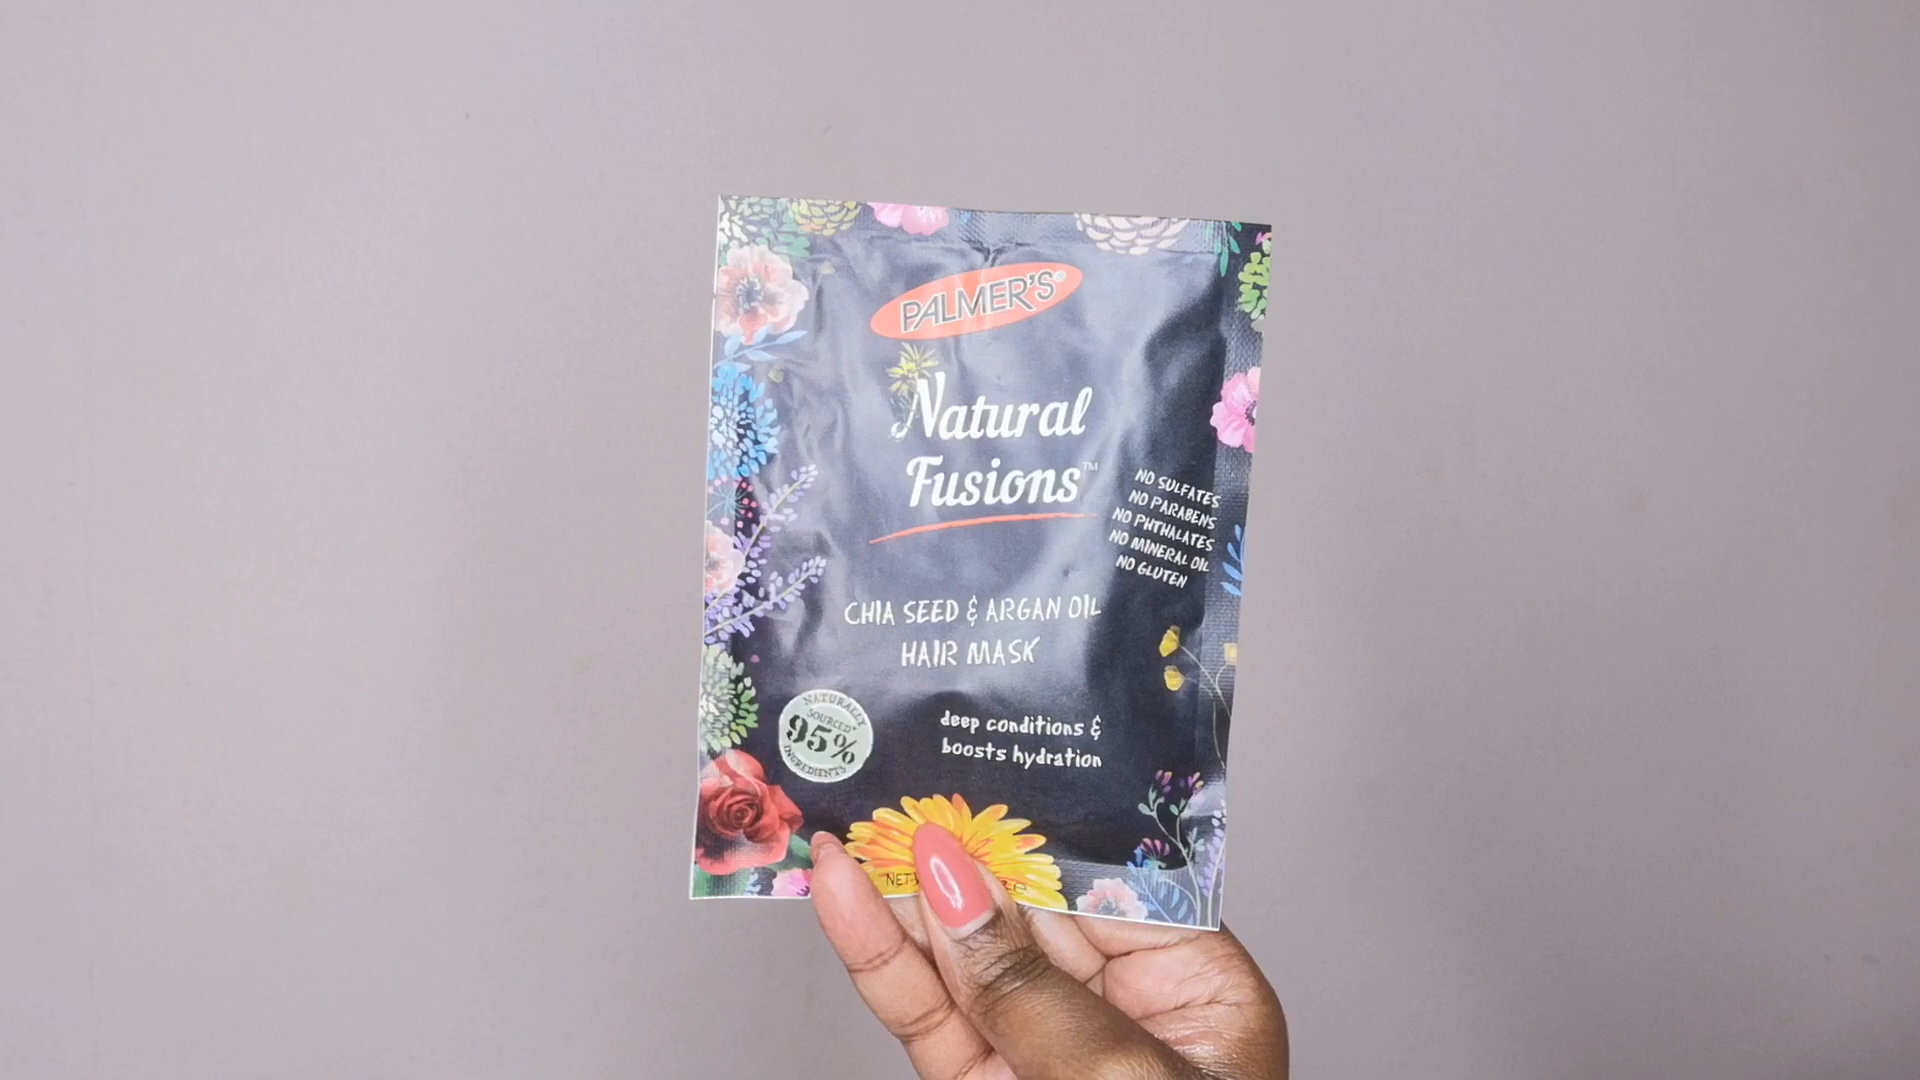 PALMER'S®
Natural
Fusions™
NO SULFATES
NO PARABENS
NO PHTHALATES
NO MINERAL OIL
NO GLUTEN
CHIA SEED & ARGAN OIL
HAIR MASK
NATURALLY
SOURCED*
95%
INGREDIENTS
deep conditions &
boosts hydration
NET